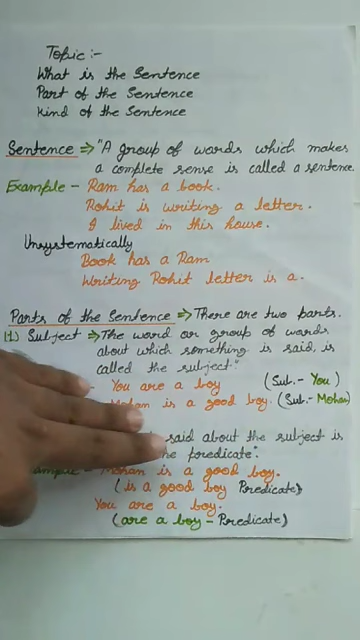 Topic :-
What is the Sentence
Part of the Sentence
Kind of the Sentence
Sentence ⇒ "A group of words which makes
a complete sense is called a sentence.
Example - Ram has a book.
Rohit is writing a letter.
I lived in this house.
Unsystematically
Book has a Ram
Writing Rohit letter is a.
Parts of the Sentence ⇒ There are two parts.
(1) Subject ⇒ The word or group of words
about which something is said, is
called the subject."
You are a boy (Sub.- You)
Mohan is a good boy. (Sub.- Mohan)
said about the subject is
the predicate".
Mohan is a good boy.
(is a good boy Predicate)
You are a boy.
(are a boy - Predicate)